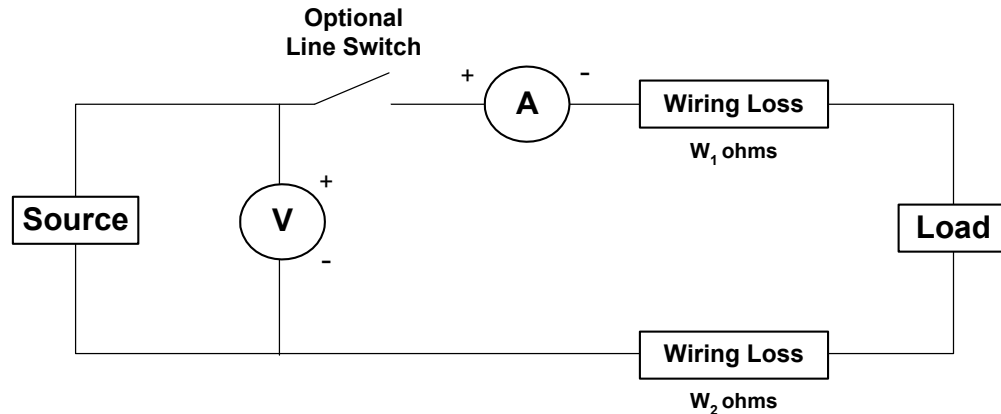 Optional
Line Switch
+
A
-
Wiring Loss
W₁ ohms
Source
+
V
-
Load
Wiring Loss
W₂ ohms